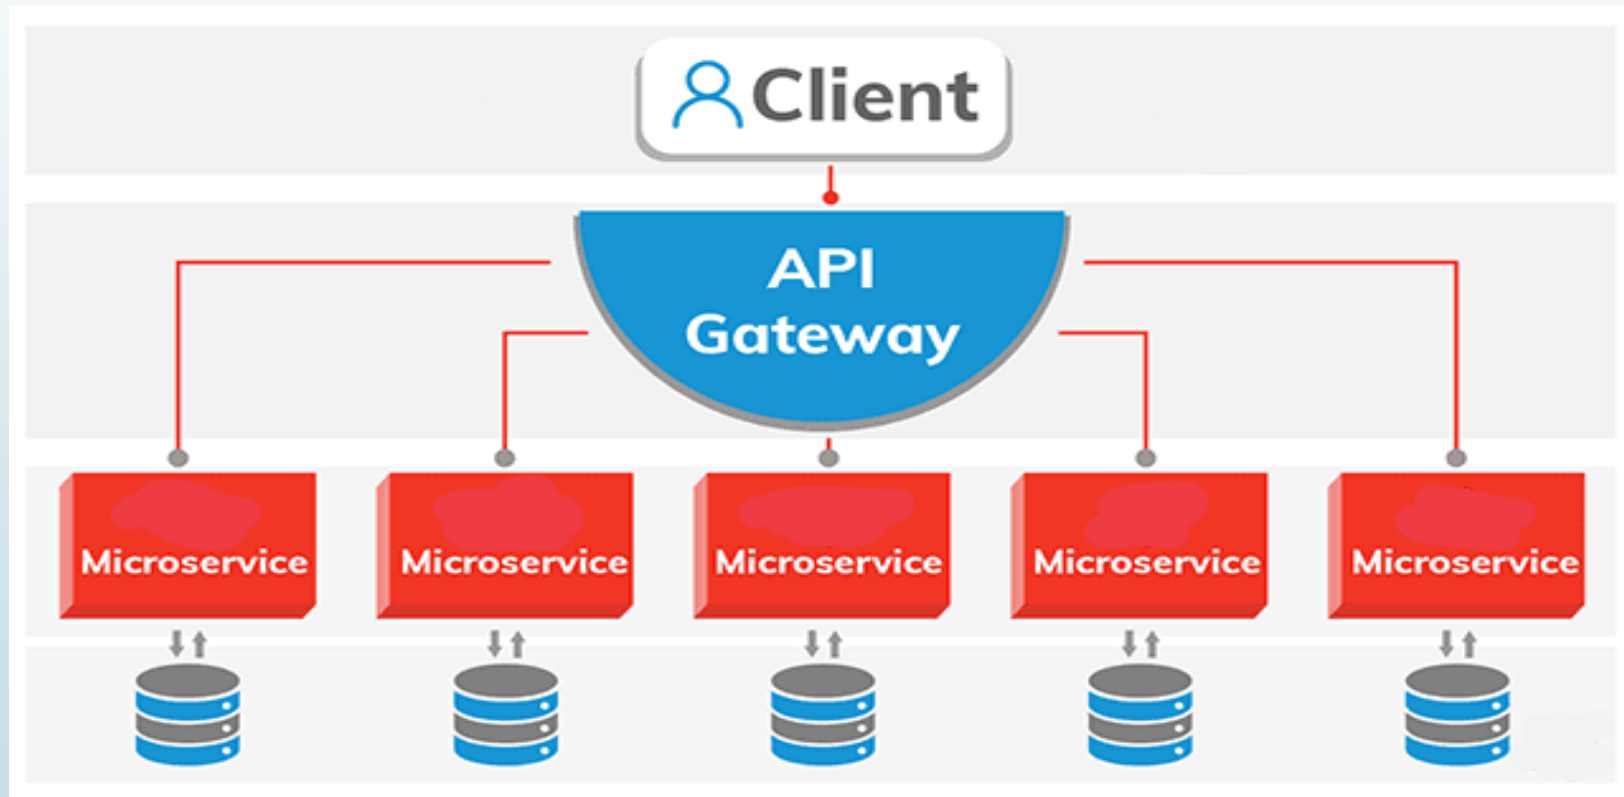 Client
API
Gateway
Microservice
Microservice
Microservice
Microservice
Microservice